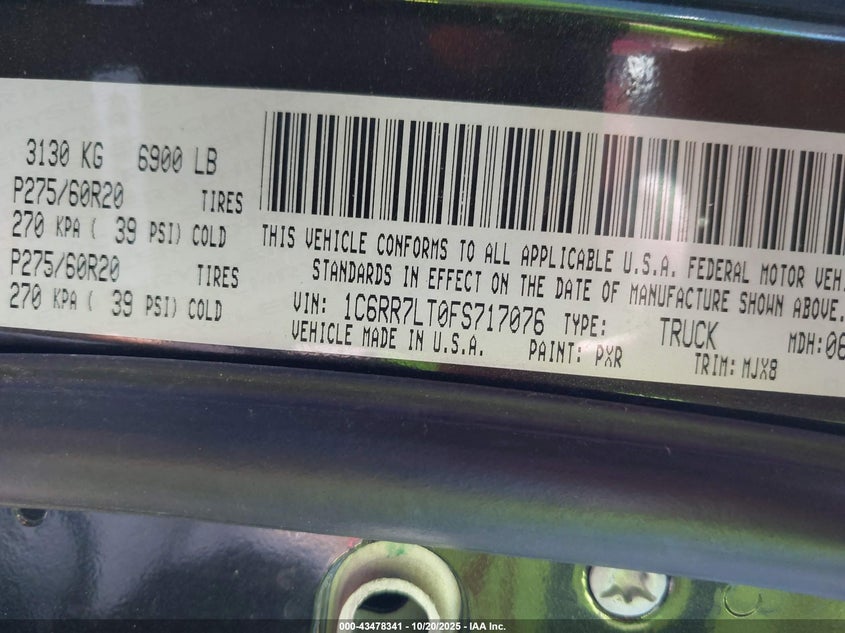 3130 KG 6900 LB
P275/60R20 TIRES
270 KPA ( 39 PSI) COLD
P275/60R20 TIRES
270 KPA ( 39 PSI) COLD
THIS VEHICLE CONFORMS TO ALL APPLICABLE U.S.A. FEDERAL MOTOR VEHI
STANDARDS IN EFFECT ON THE DATE OF MANUFACTURE SHOWN ABOVE.
VIN: 1C6RR7LT0FS717076 TYPE: TRUCK MDH:06
VEHICLE MADE IN U.S.A. PAINT: PXR TRIM: MJX8
000-43478341 - 10/20/2025 - IAA Inc.